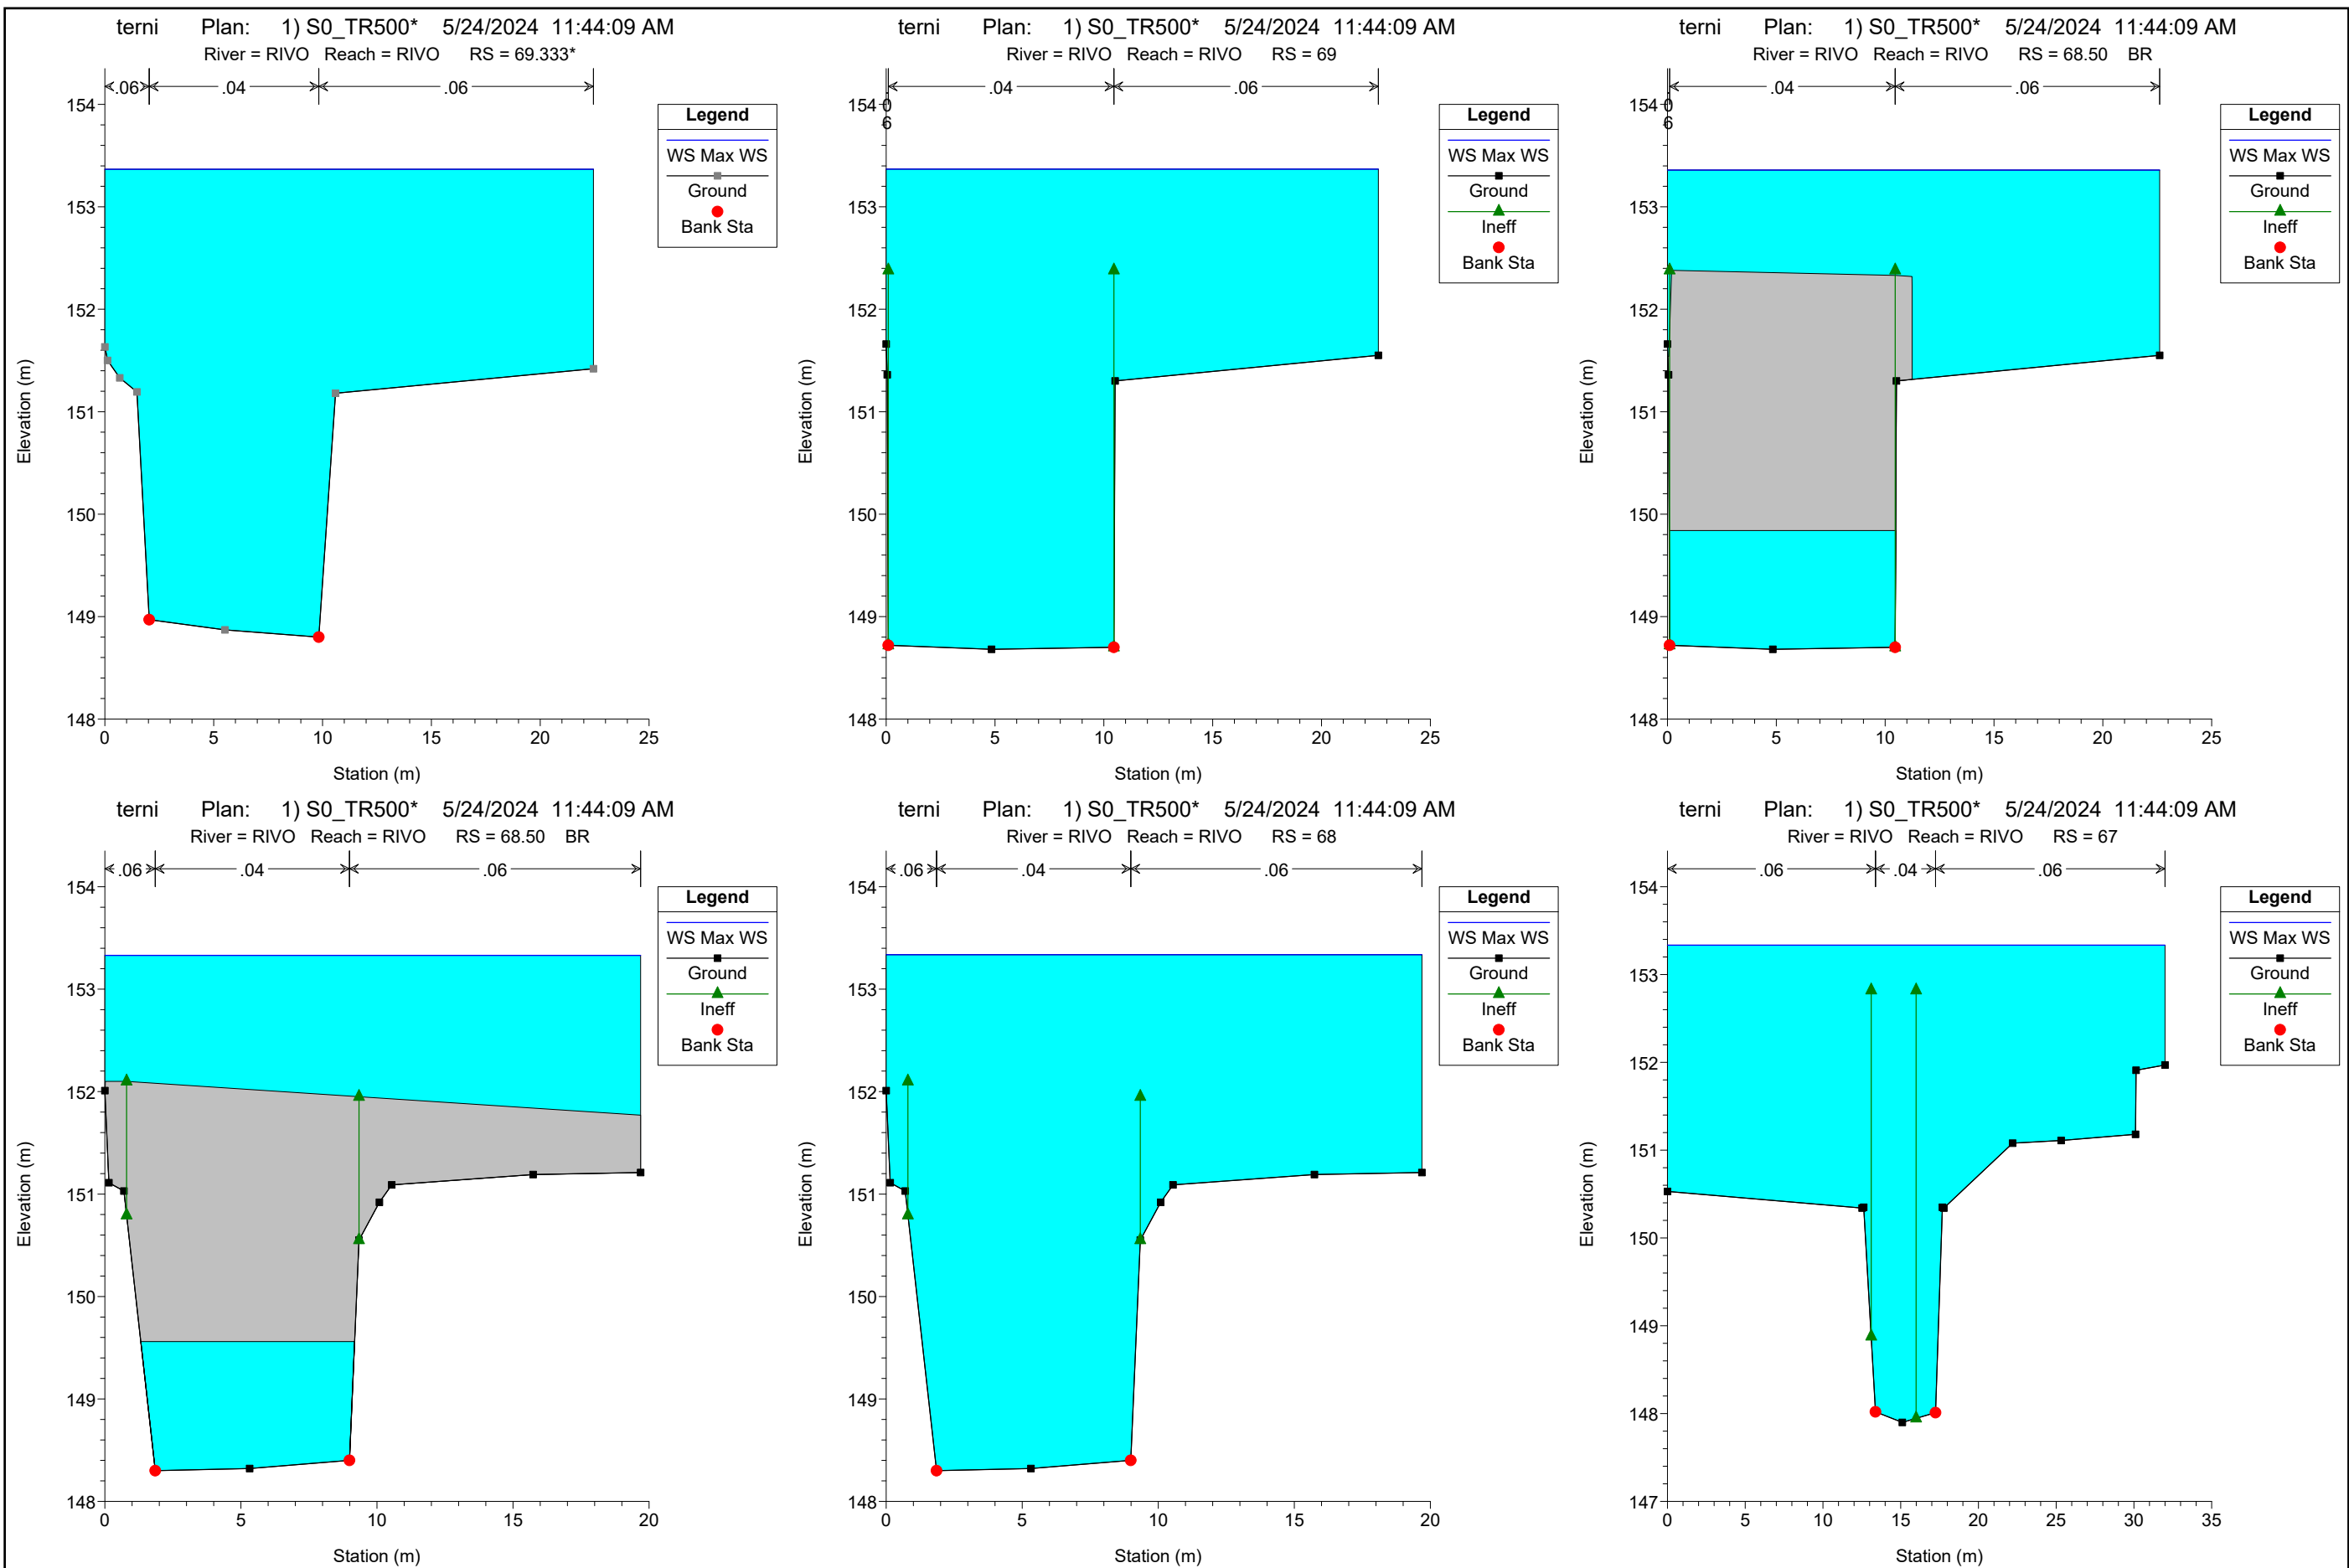 terni Plan: 1) S0_TR500* 5/24/2024 11:44:09 AM
River = RIVO Reach = RIVO RS = 69.333*
.06 .04 .06
154
153
152
151
150
149
148
Elevation (m)
0 5 10 15 20 25
Station (m)
Legend
WS Max WS
Ground
Bank Sta
terni Plan: 1) S0_TR500* 5/24/2024 11:44:09 AM
River = RIVO Reach = RIVO RS = 69
.04 .06
0
6
154
153
152
151
150
149
148
Elevation (m)
0 5 10 15 20 25
Station (m)
Legend
WS Max WS
Ground
Ineff
Bank Sta
terni Plan: 1) S0_TR500* 5/24/2024 11:44:09 AM
River = RIVO Reach = RIVO RS = 68.50 BR
.04 .06
0
6
154
153
152
151
150
149
148
Elevation (m)
0 5 10 15 20 25
Station (m)
Legend
WS Max WS
Ground
Ineff
Bank Sta
terni Plan: 1) S0_TR500* 5/24/2024 11:44:09 AM
River = RIVO Reach = RIVO RS = 68.50 BR
.06 .04 .06
154
153
152
151
150
149
148
Elevation (m)
0 5 10 15 20
Station (m)
Legend
WS Max WS
Ground
Ineff
Bank Sta
terni Plan: 1) S0_TR500* 5/24/2024 11:44:09 AM
River = RIVO Reach = RIVO RS = 68
.06 .04 .06
154
153
152
151
150
149
148
Elevation (m)
0 5 10 15 20
Station (m)
Legend
WS Max WS
Ground
Ineff
Bank Sta
terni Plan: 1) S0_TR500* 5/24/2024 11:44:09 AM
River = RIVO Reach = RIVO RS = 67
.06 .04 .06
154
153
152
151
150
149
148
147
Elevation (m)
0 5 10 15 20 25 30 35
Station (m)
Legend
WS Max WS
Ground
Ineff
Bank Sta